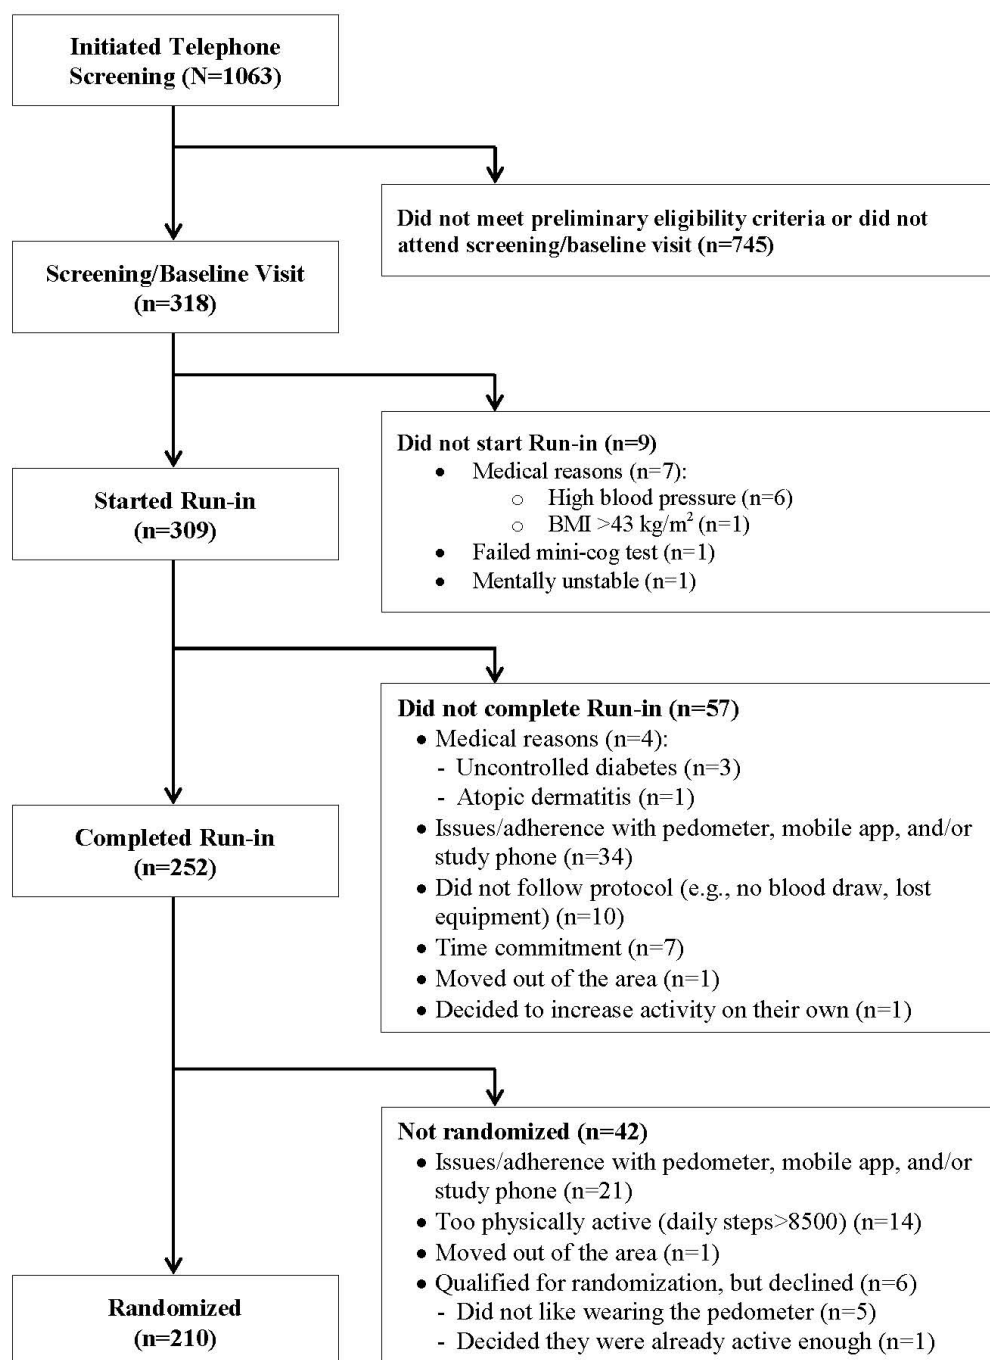 Initiated Telephone
Screening (N=1063)
Did not meet preliminary eligibility criteria or did not
attend screening/baseline visit (n=745)
Screening/Baseline Visit
(n=318)
Did not start Run-in (n=9)
• Medical reasons (n=7):
o High blood pressure (n=6)
o BMI >43 kg/m² (n=1)
• Failed mini-cog test (n=1)
• Mentally unstable (n=1)
Started Run-in
(n=309)
Did not complete Run-in (n=57)
• Medical reasons (n=4):
- Uncontrolled diabetes (n=3)
- Atopic dermatitis (n=1)
• Issues/adherence with pedometer, mobile app, and/or
study phone (n=34)
• Did not follow protocol (e.g., no blood draw, lost
equipment) (n=10)
• Time commitment (n=7)
• Moved out of the area (n=1)
• Decided to increase activity on their own (n=1)
Completed Run-in
(n=252)
Not randomized (n=42)
• Issues/adherence with pedometer, mobile app, and/or
study phone (n=21)
• Too physically active (daily steps>8500) (n=14)
• Moved out of the area (n=1)
• Qualified for randomization, but declined (n=6)
- Did not like wearing the pedometer (n=5)
- Decided they were already active enough (n=1)
Randomized
(n=210)